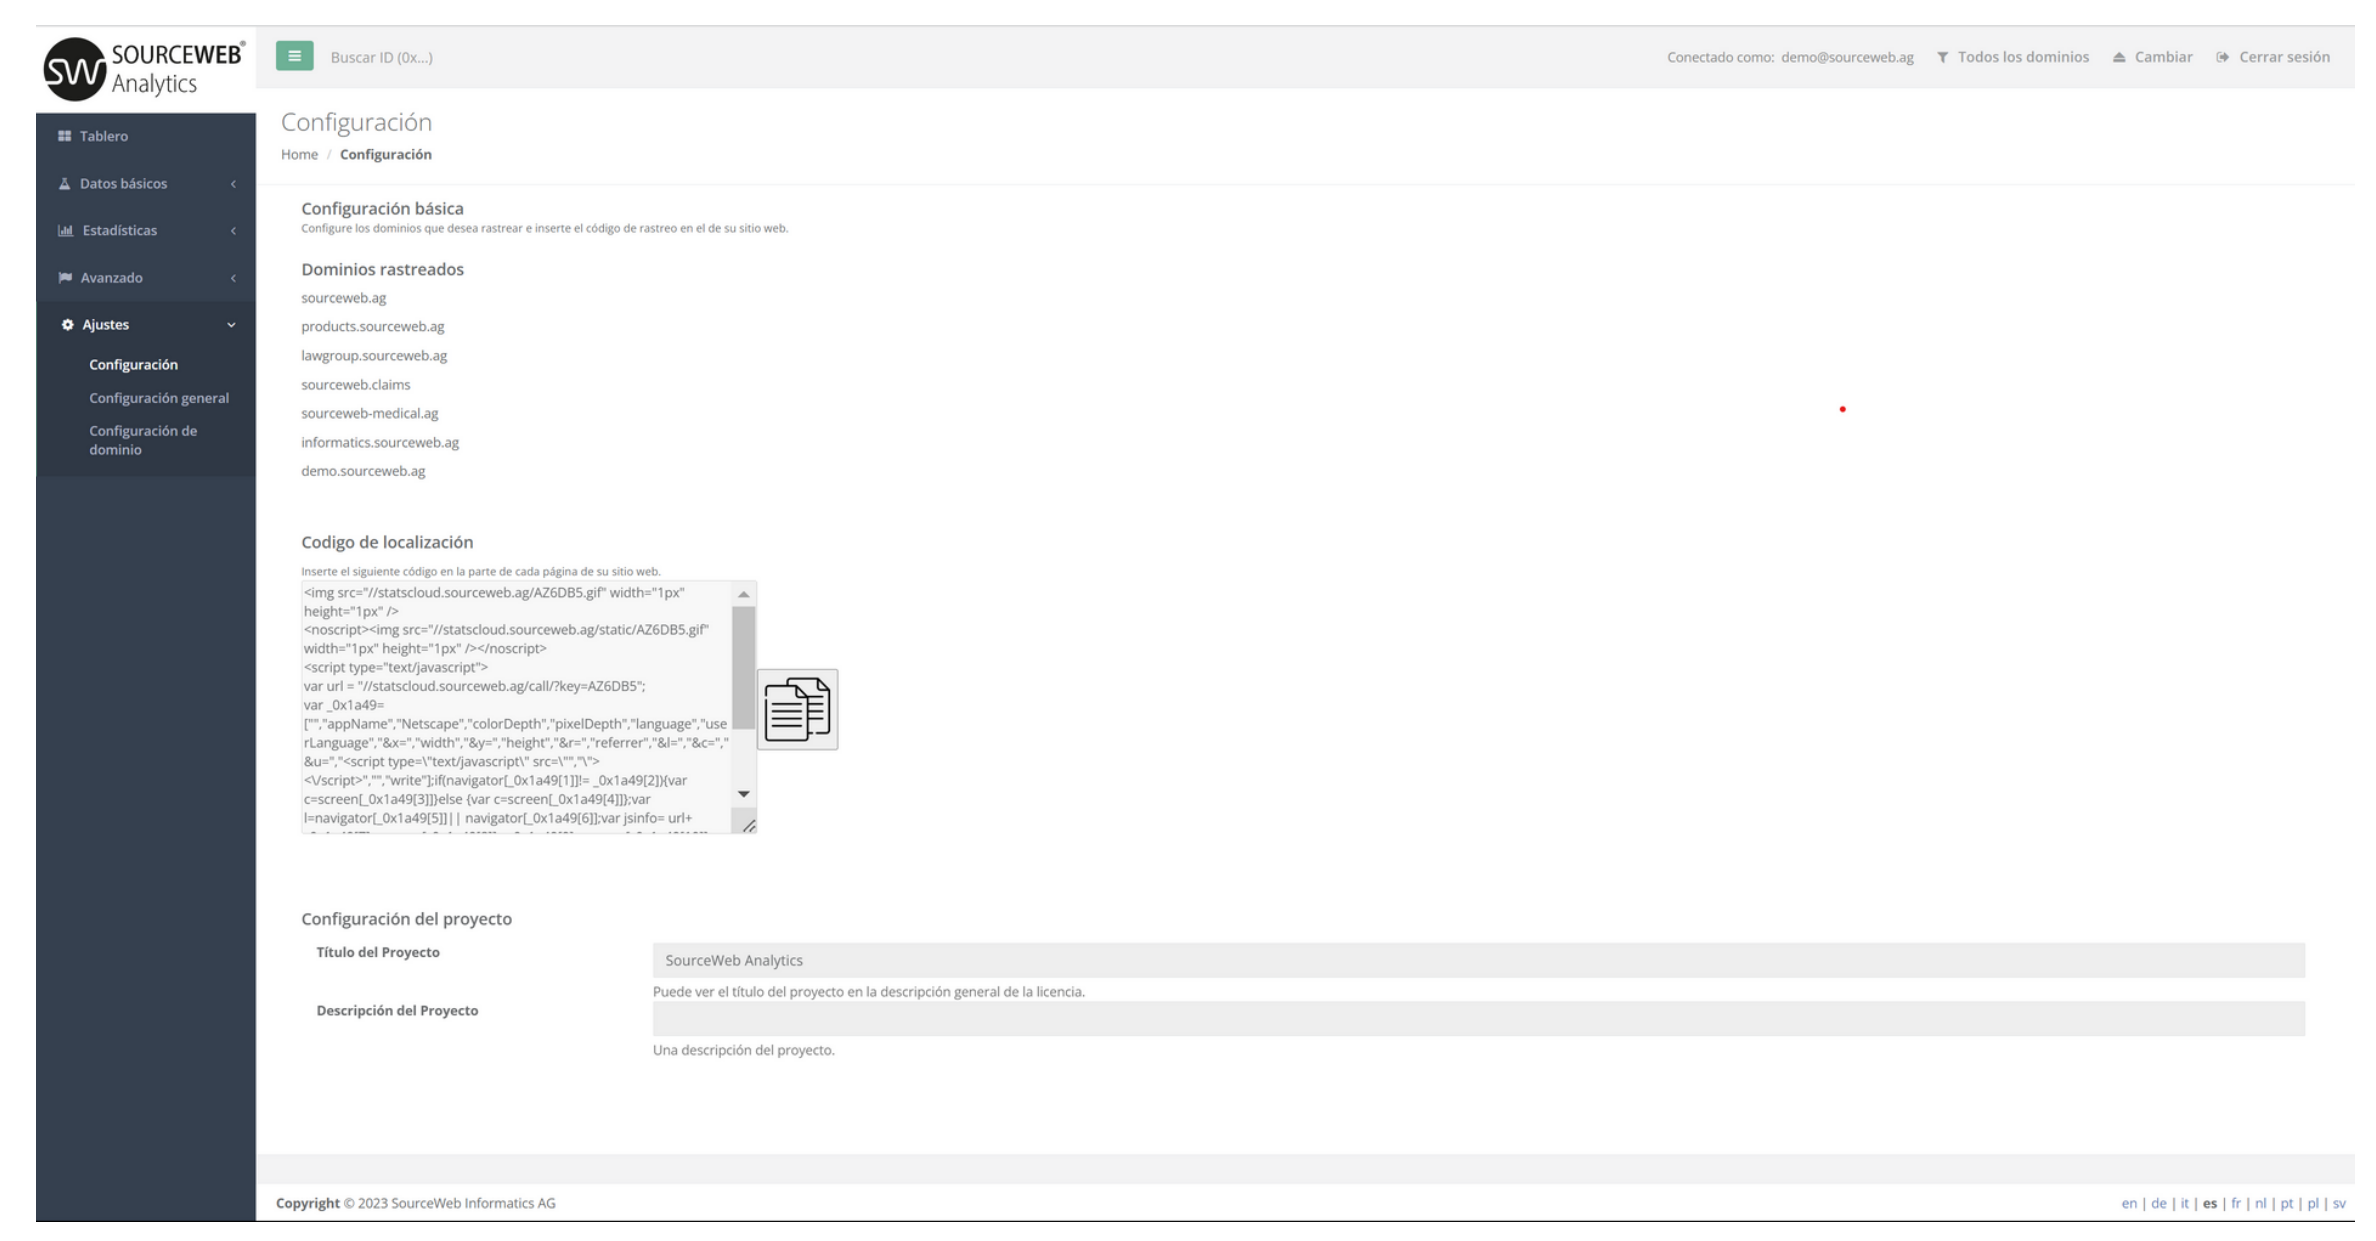 SOURCEWEB®
Analytics
Buscar ID (0x...)
Conectado como: demo@sourceweb.ag
Todos los dominios
Cambiar
Cerrar sesión
Tablero
Datos básicos
Estadísticas
Avanzado
Ajustes
Configuración
Configuración general
Configuración de
dominio
Configuración
Home / Configuración
Configuración básica
Configure los dominios que desea rastrear e inserte el código de rastreo en el de su sitio web.
Dominios rastreados
sourceweb.ag
products.sourceweb.ag
lawgroup.sourceweb.ag
sourceweb.claims
sourceweb-medical.ag
informatics.sourceweb.ag
demo.sourceweb.ag
Codigo de localización
Inserte el siguiente código en la parte de cada página de su sitio web.
<img src="//statscloud.sourceweb.ag/AZ6DB5.gif" width="1px"
height="1px" />
<noscript><img src="//statscloud.sourceweb.ag/static/AZ6DB5.gif"
width="1px" height="1px" /></noscript>
<script type="text/javascript">
var url = "//statscloud.sourceweb.ag/call/?key=AZ6DB5";
var _0x1a49=
["","appName","Netscape","colorDepth","pixelDepth","language","use
rLanguage","&x=","width","&y=","height","&r=","referrer","&l=","&c=","
&u=","<script type=\"text/javascript\" src=\"","\">
<\/script>","","write"];if(navigator[_0x1a49[1]]!= _0x1a49[2]){var
c=screen[_0x1a49[3]]}else {var c=screen[_0x1a49[4]]};var
l=navigator[_0x1a49[5]]|| navigator[_0x1a49[6]];var jsinfo= url+
Configuración del proyecto
Título del Proyecto
SourceWeb Analytics
Puede ver el título del proyecto en la descripción general de la licencia.
Descripción del Proyecto
Una descripción del proyecto.
Copyright © 2023 SourceWeb Informatics AG
en | de | it | es | fr | nl | pt | pl | sv